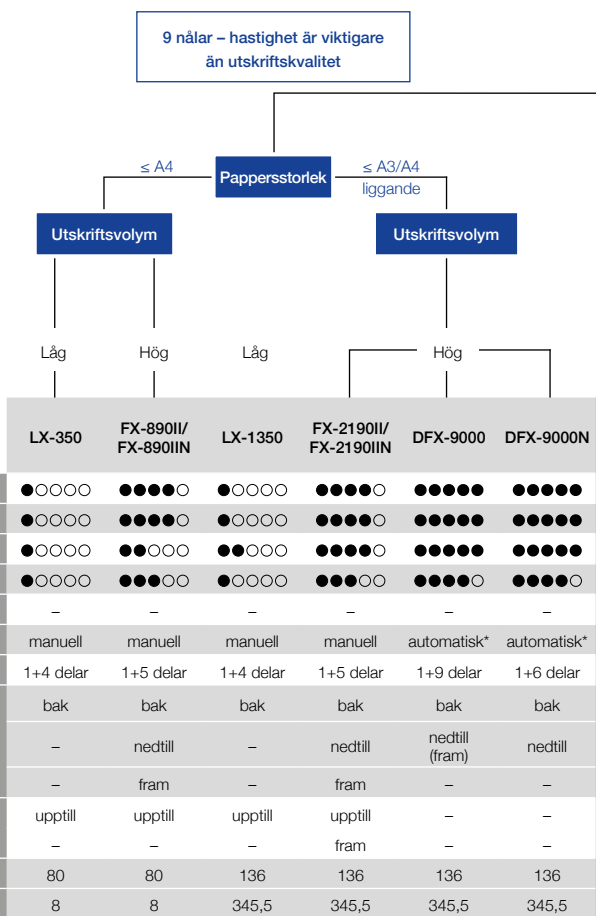 9 nålar – hastighet är viktigare
än utskriftskvalitet
≤ A4
Pappersstorlek
≤ A3/A4
liggande
Utskriftsvolym
Utskriftsvolym
Låg
Hög
Låg
Hög
LX-350
FX-890II/
FX-890IIN
LX-1350
FX-2190II/
FX-2190IIN
DFX-9000
DFX-9000N
●○○○○ ●●●●○ ●○○○○ ●●●●○ ●●●●● ●●●●●
●○○○○ ●●●●○ ●○○○○ ●●●●○ ●●●●● ●●●●●
●●○○○ ●●○○○ ●●○○○ ●●●●○ ●●●●● ●●●●●
●○○○○ ●●●○○ ●○○○○ ●●●○○ ●●●●○ ●●●●○
– – – – – –
manuell manuell manuell manuell automatisk* automatisk*
1+4 delar 1+5 delar 1+4 delar 1+5 delar 1+9 delar 1+6 delar
bak bak bak bak bak bak
– nedtill – nedtill nedtill
(fram) nedtill
– fram – fram – –
upptill upptill upptill upptill – –
– – – fram – –
80 80 136 136 136 136
8 8 345,5 345,5 345,5 345,5